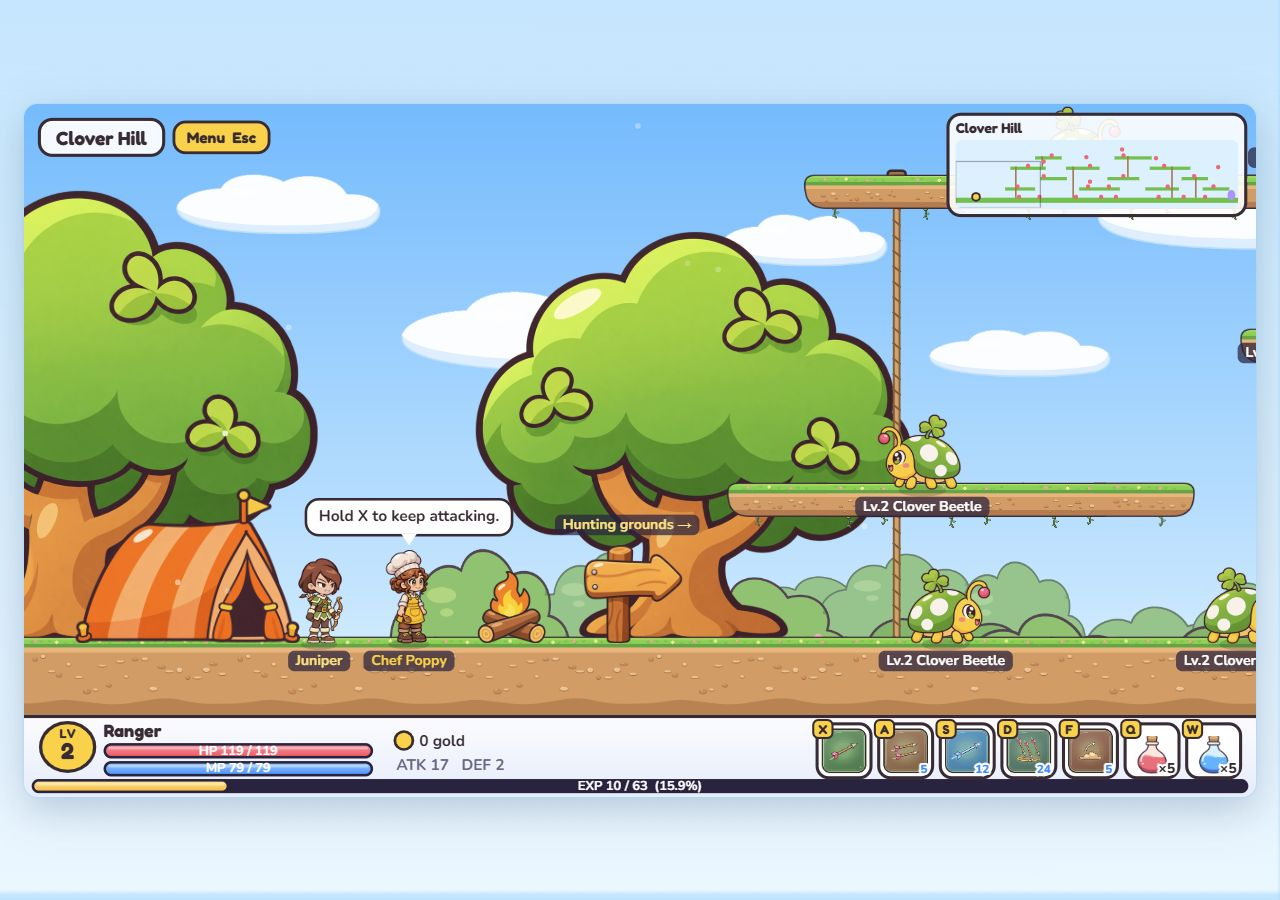 Clover Hill
Menu Esc
Clover Hill
Hold X to keep attacking.
Hunting grounds →
Lv.2 Clover Beetle
Juniper
Chef Poppy
Lv.2 Clover Beetle
Lv.2 Clover
LV
2
Ranger
HP 119 / 119
MP 79 / 79
0 gold
ATK 17 DEF 2
X
A
5
S
12
D
24
F
5
Q
×5
W
×5
EXP 10 / 63 (15.9%)